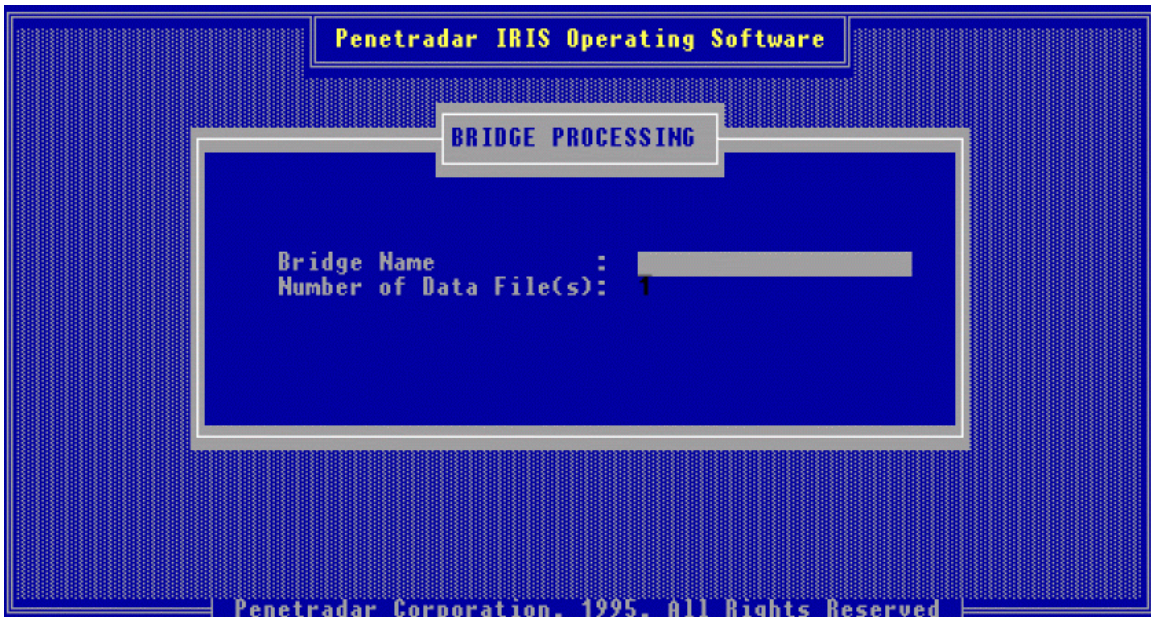 Penetradar IRIS Operating Software
BRIDGE PROCESSING
Bridge Name :
Number of Data File(s): 1
Penetradar Corporation, 1995, All Rights Reserved